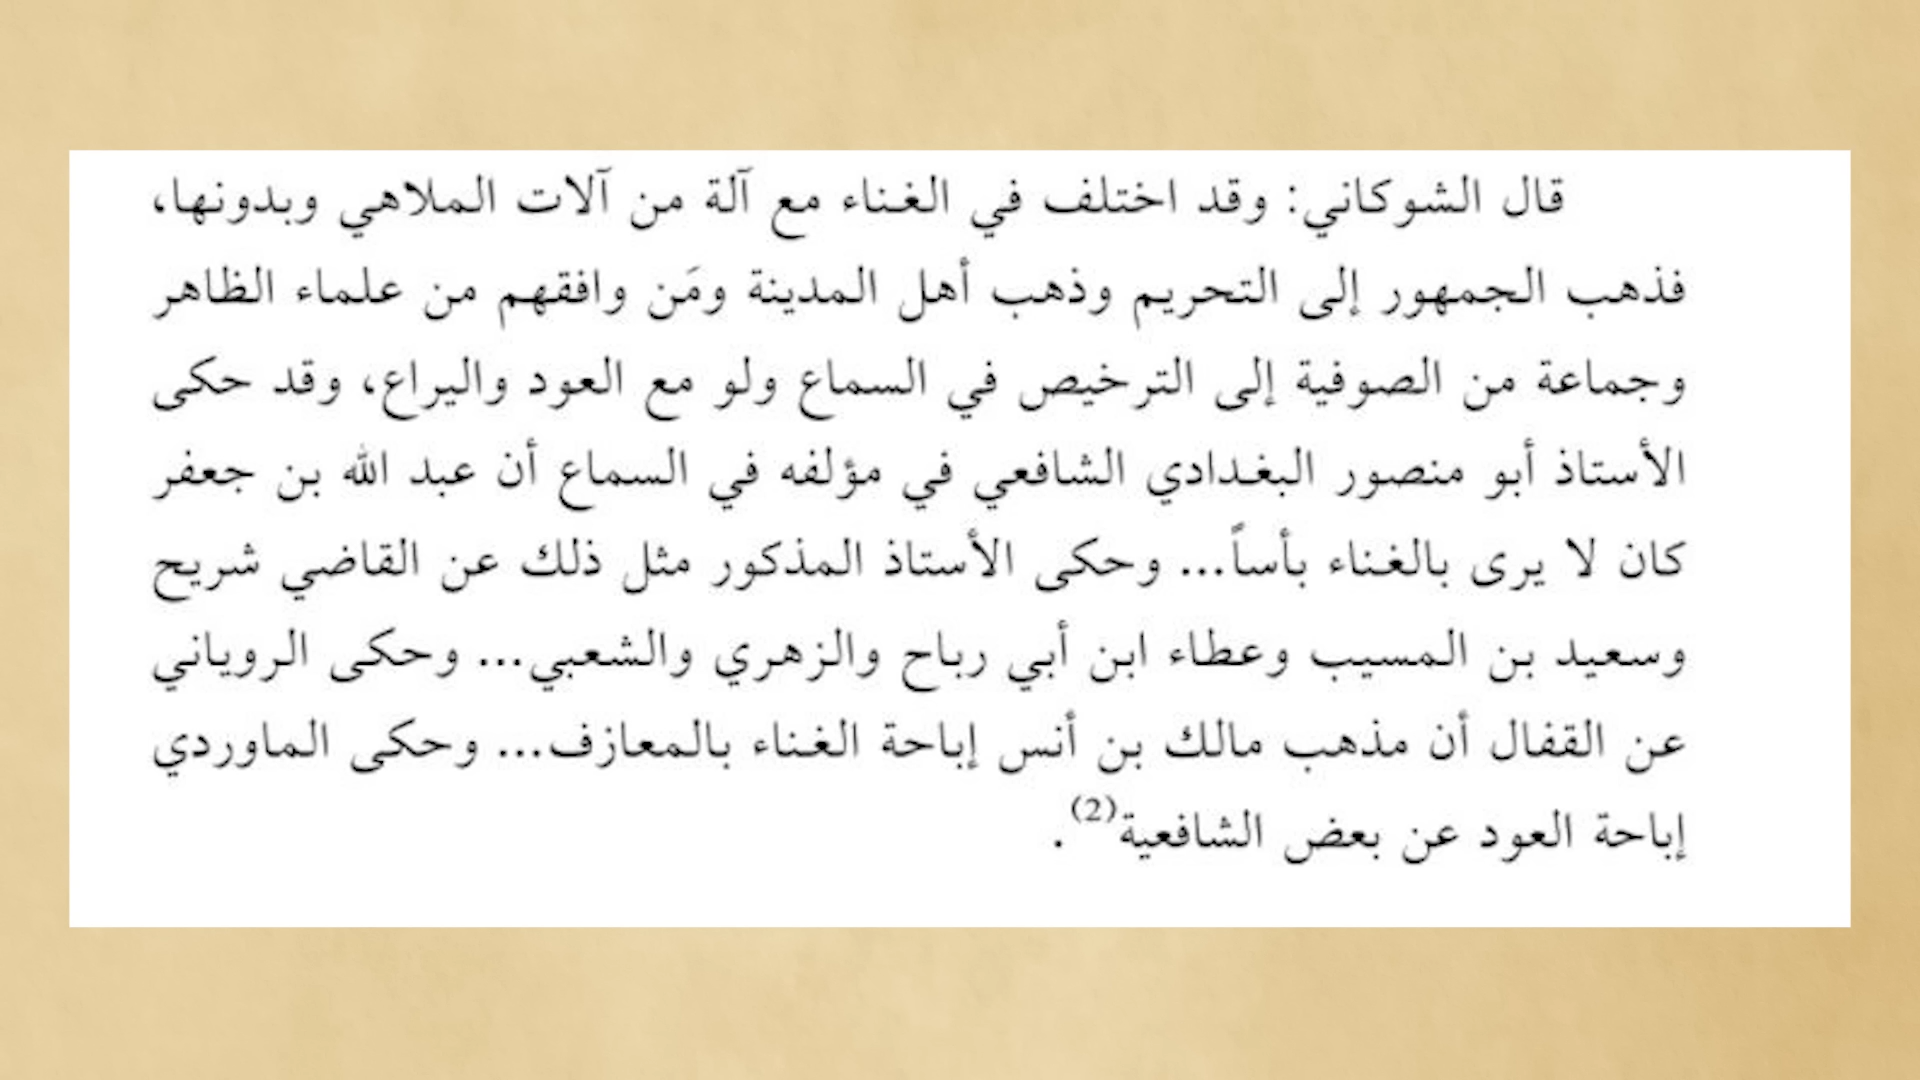 قال الشوكاني: وقد اختلف في الغناء مع آلة من آلات الملاهي وبدونها،
فذهب الجمهور إلى التحريم وذهب أهل المدينة ومَن وافقهم من علماء الظاهر
وجماعة من الصوفية إلى الترخيص في السماع ولو مع العود واليراع، وقد حكى
الأستاذ أبو منصور البغدادي الشافعي في مؤلفه في السماع أن عبد الله بن جعفر
كان لا يرى بالغناء بأساً... وحكى الأستاذ المذكور مثل ذلك عن القاضي شريح
وسعيد بن المسيب وعطاء ابن أبي رباح والزهري والشعبي... وحكى الروياني
عن القفال أن مذهب مالك بن أنس إباحة الغناء بالمعازف... وحكى الماوردي
إباحة العود عن بعض الشافعية(2).